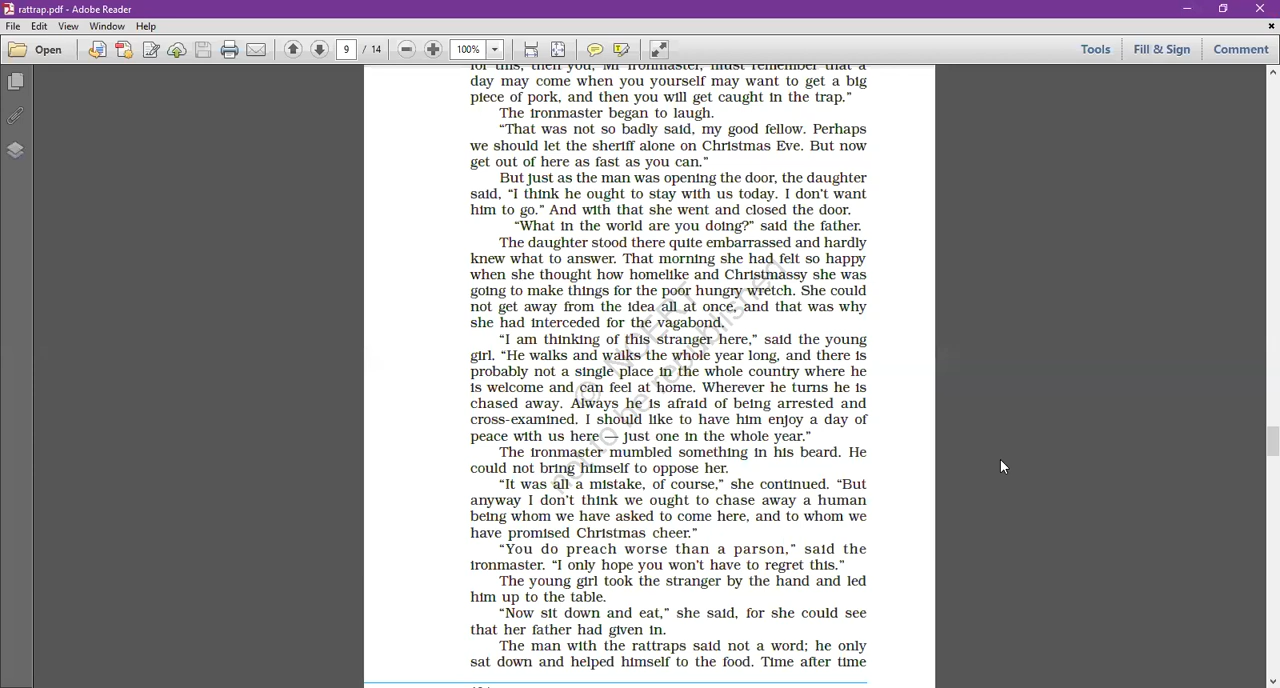 rattrap.pdf - Adobe Reader
File Edit View Window Help
Open 9 / 14 100% Tools Fill & Sign Comment
for this, then you, Mr Ironmaster, must remember that a
day may come when you yourself may want to get a big
piece of pork, and then you will get caught in the trap.”
The ironmaster began to laugh.
“That was not so badly said, my good fellow. Perhaps
we should let the sheriff alone on Christmas Eve. But now
get out of here as fast as you can.”
But just as the man was opening the door, the daughter
said, “I think he ought to stay with us today. I don’t want
him to go.” And with that she went and closed the door.
“What in the world are you doing?” said the father.
The daughter stood there quite embarrassed and hardly
knew what to answer. That morning she had felt so happy
when she thought how homelike and Christmassy she was
going to make things for the poor hungry wretch. She could
not get away from the idea all at once, and that was why
she had interceded for the vagabond.
“I am thinking of this stranger here,” said the young
girl. “He walks and walks the whole year long, and there is
probably not a single place in the whole country where he
is welcome and can feel at home. Wherever he turns he is
chased away. Always he is afraid of being arrested and
cross-examined. I should like to have him enjoy a day of
peace with us here — just one in the whole year.”
The ironmaster mumbled something in his beard. He
could not bring himself to oppose her.
“It was all a mistake, of course,” she continued. “But
anyway I don’t think we ought to chase away a human
being whom we have asked to come here, and to whom we
have promised Christmas cheer.”
“You do preach worse than a parson,” said the
ironmaster. “I only hope you won’t have to regret this.”
The young girl took the stranger by the hand and led
him up to the table.
“Now sit down and eat,” she said, for she could see
that her father had given in.
The man with the rattraps said not a word; he only
sat down and helped himself to the food. Time after time
© NCERT
not to be republished